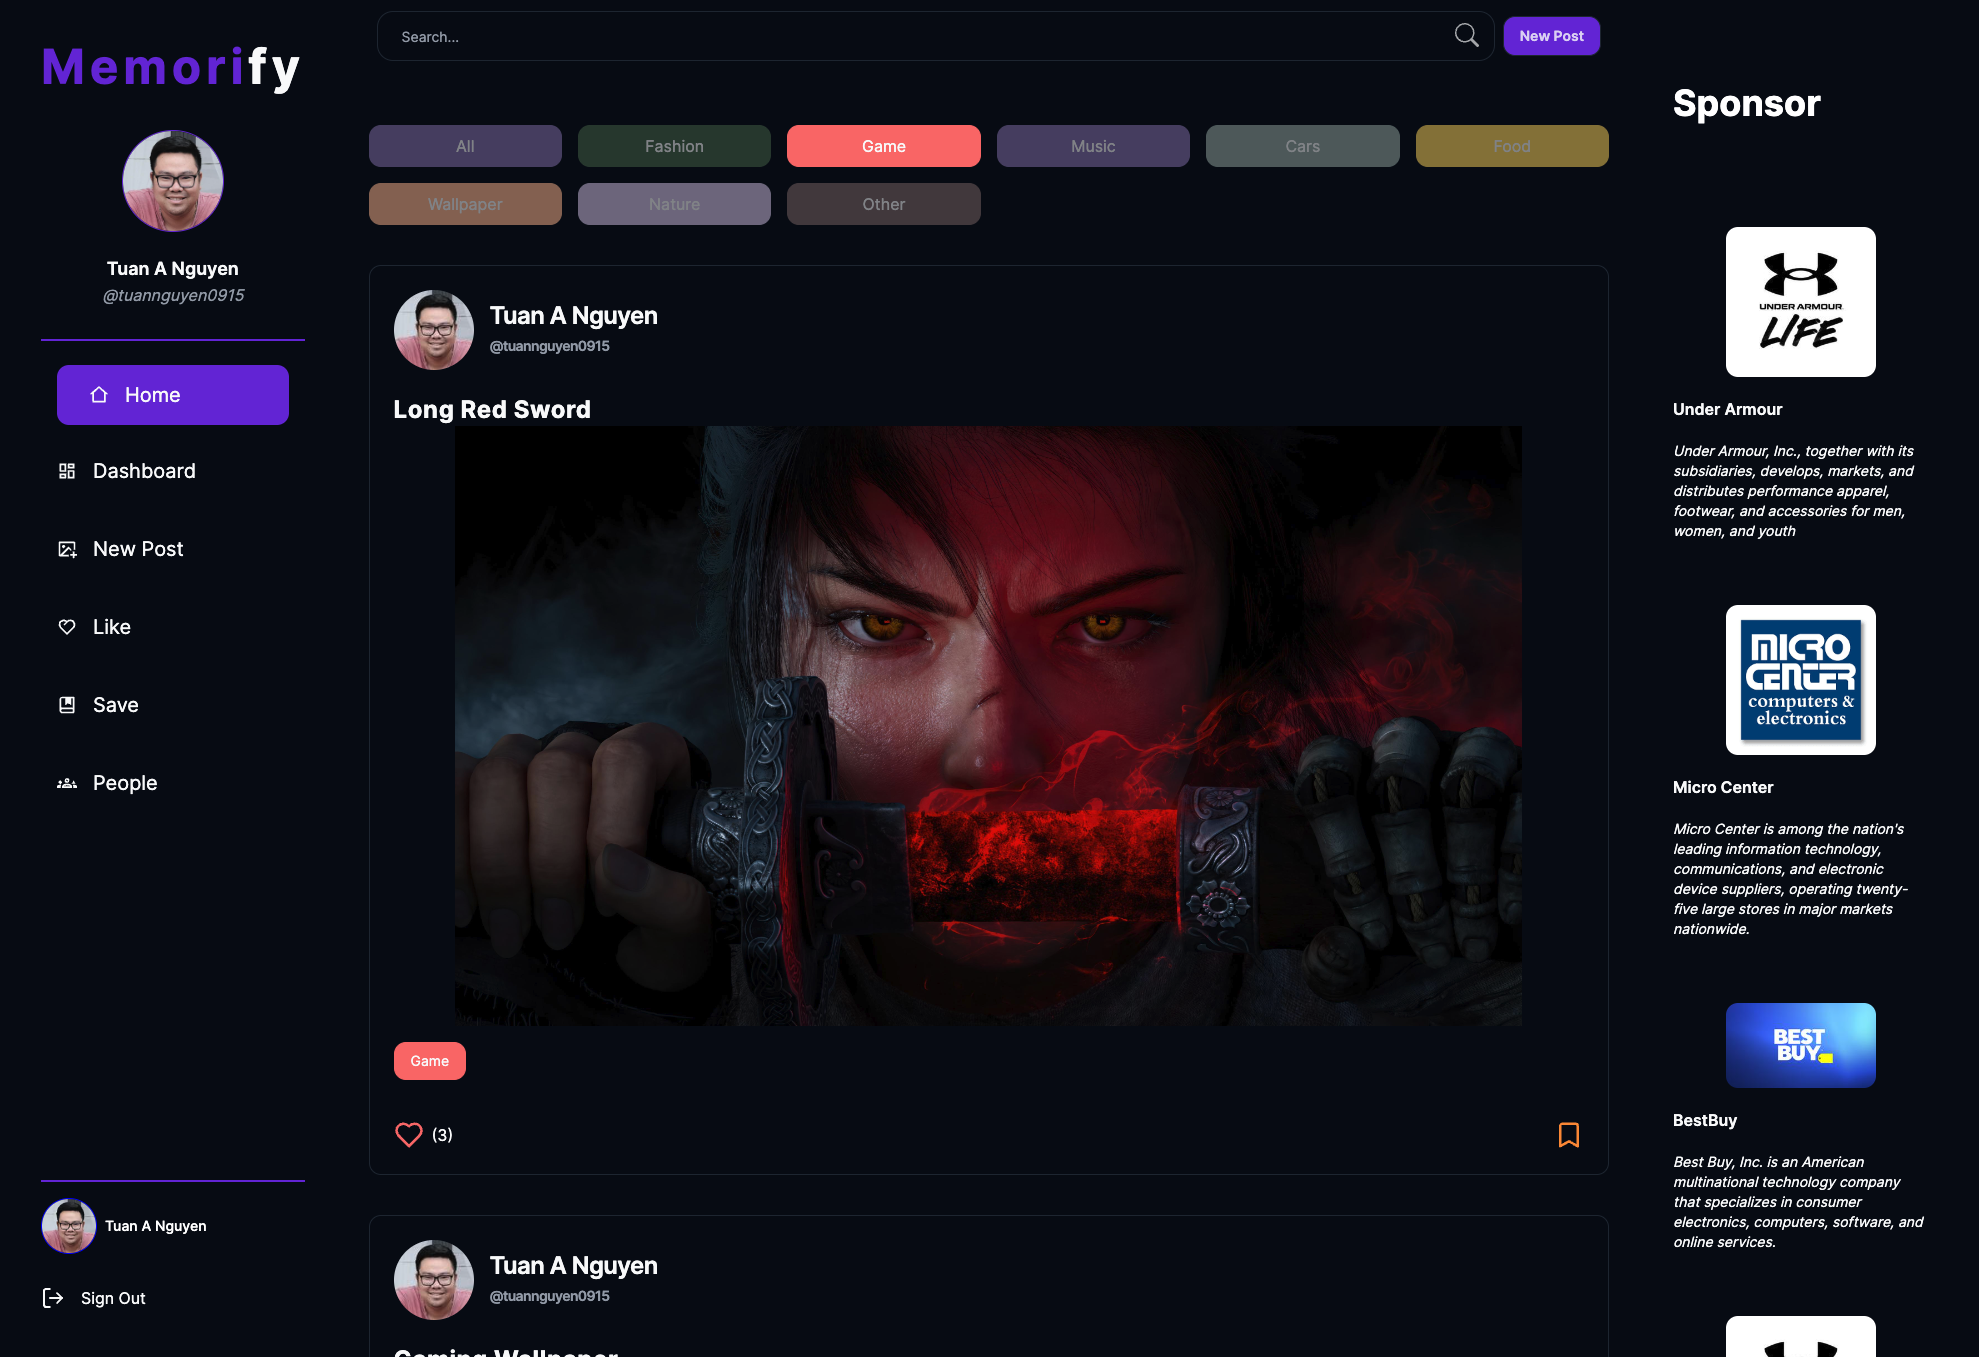 Memorify
Tuan A Nguyen
@tuannguyen0915
Home
Dashboard
New Post
Like
Save
People
Tuan A Nguyen
Sign Out
Search...
New Post
All
Fashion
Game
Music
Cars
Food
Wallpaper
Nature
Other
Tuan A Nguyen
@tuannguyen0915
Long Red Sword
Game
(3)
Tuan A Nguyen
@tuannguyen0915
Gaming Wallpaper
Sponsor
UNDER ARMOUR
LIFE
Under Armour
Under Armour, Inc., together with its
subsidiaries, develops, markets, and
distributes performance apparel,
footwear, and accessories for men,
women, and youth
MICRO
CENTER
computers &
electronics
Micro Center
Micro Center is among the nation's
leading information technology,
communications, and electronic
device suppliers, operating twenty-
five large stores in major markets
nationwide.
BEST
BUY
BestBuy
Best Buy, Inc. is an American
multinational technology company
that specializes in consumer
electronics, computers, software, and
online services.